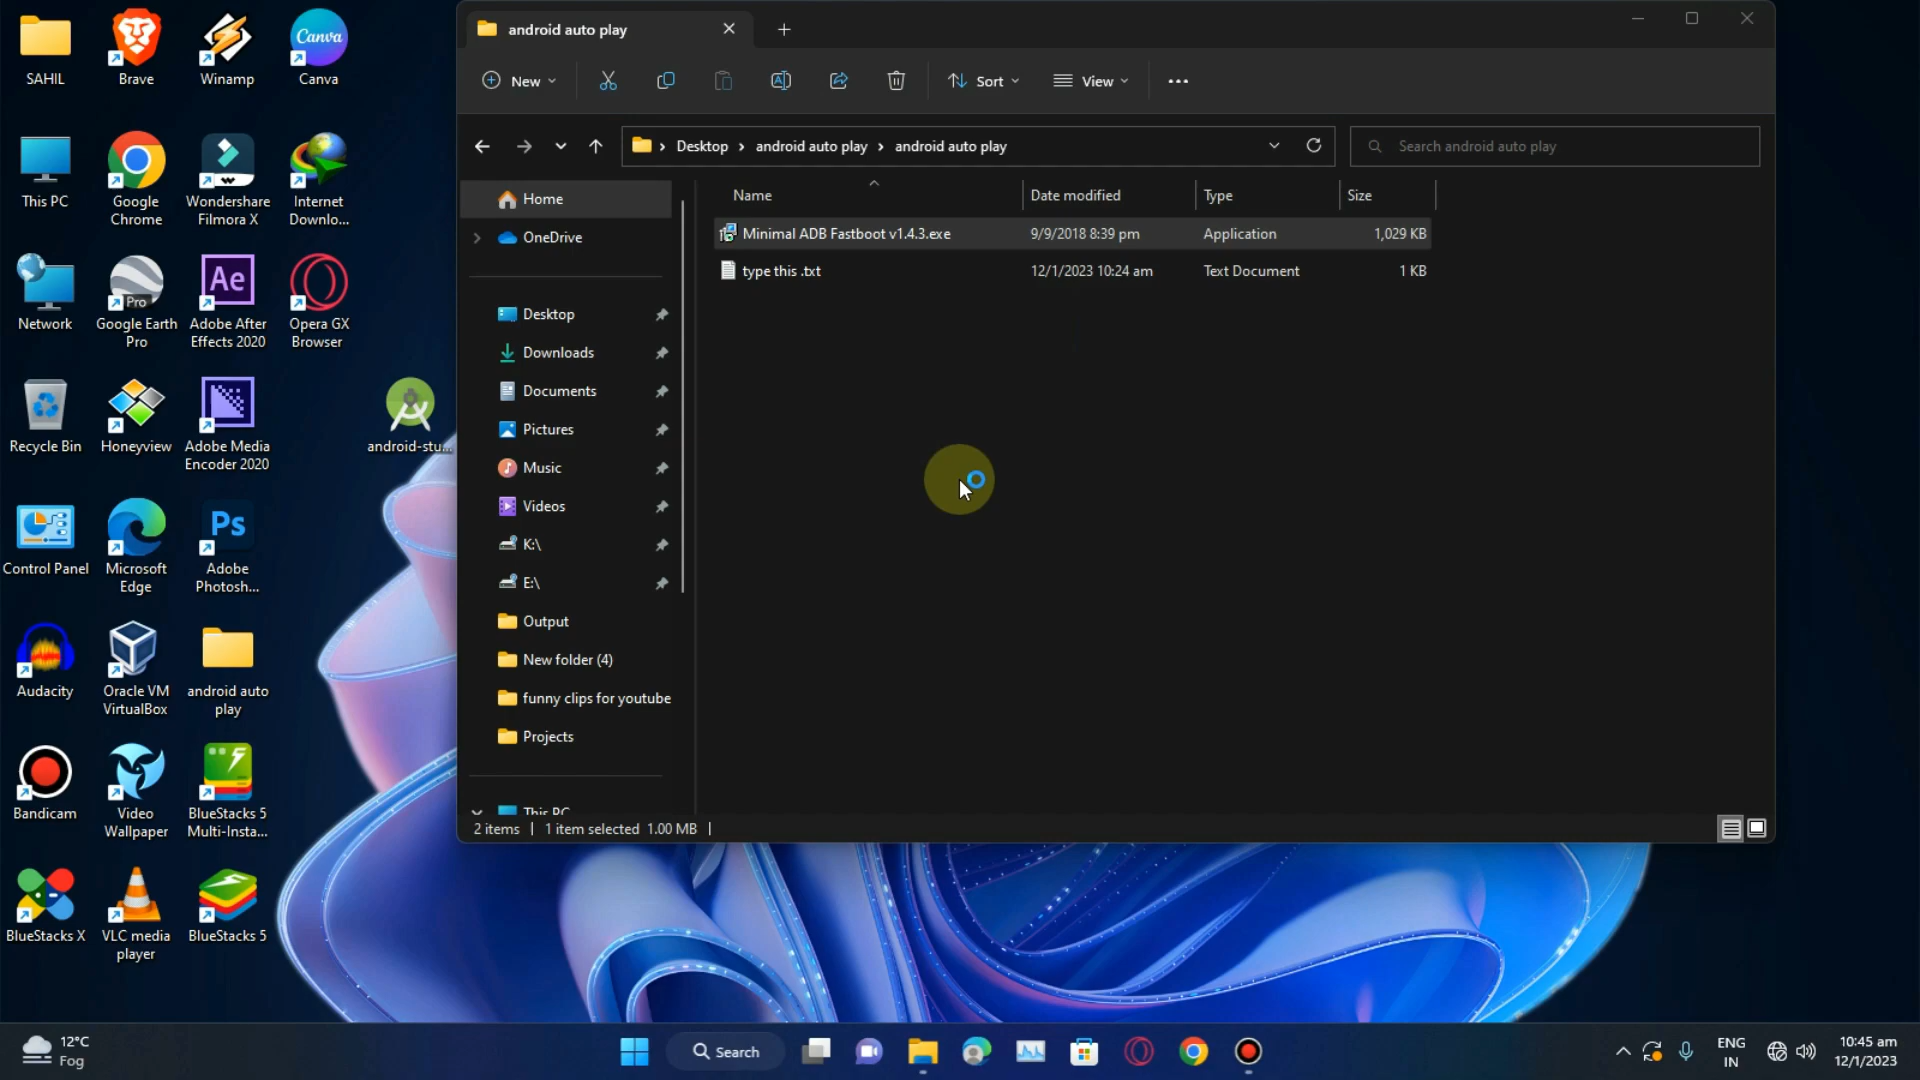 SAHIL
Brave
Winamp
Canva
Canva
This PC
Google
Chrome
Wondershare
Filmora X
Internet
Downlo...
Network
Pro
Google Earth
Pro
Ae
Adobe After
Effects 2020
Opera GX
Browser
Recycle Bin
Honeyview
Adobe Media
Encoder 2020
android-stu...
Control Panel
Microsoft
Edge
Ps
Adobe
Photosh...
Audacity
Oracle VM
VirtualBox
android auto
play
Bandicam
Video
Wallpaper
BlueStacks 5
Multi-Insta...
BlueStacks X
VLC media
player
BlueStacks 5
android auto play
New
Sort
View
Desktop > android auto play > android auto play
Search android auto play
Name
Date modified
Type
Size
Minimal ADB Fastboot v1.4.3.exe 9/9/2018 8:39 pm Application 1,029 KB
type this .txt 12/1/2023 10:24 am Text Document 1 KB
Home
OneDrive
Desktop
Downloads
Documents
Pictures
Music
Videos
K:\
E:\
Output
New folder (4)
funny clips for youtube
Projects
This PC
2 items 1 item selected 1.00 MB
12°C
Fog
Search
ENG
IN
10:45 am
12/1/2023